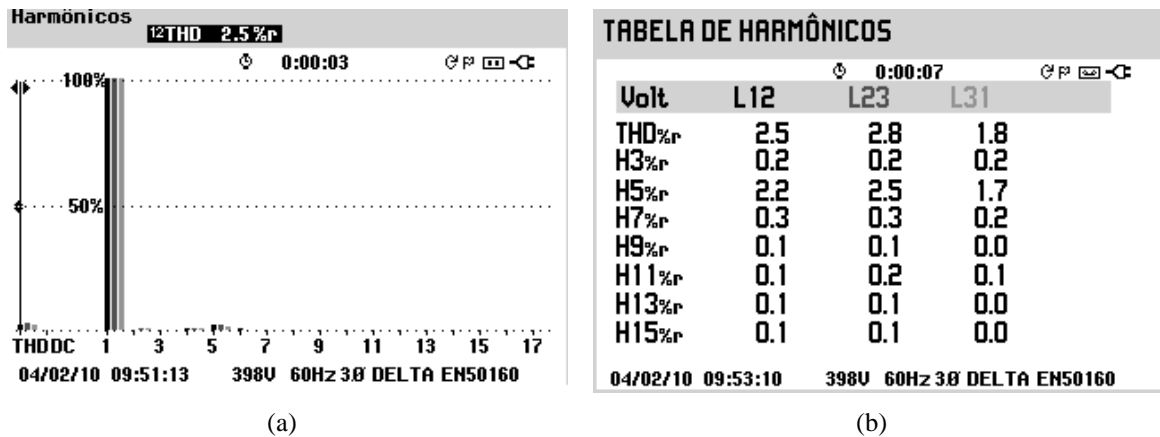 Harmônicos
12THD 2.5%r
0:00:03
100%
50%
THD DC 1 3 5 7 9 11 13 15 17
04/02/10 09:51:13 398V 60Hz 3Ø DELTA EN50160
(a)
TABELA DE HARMÔNICOS
0:00:07
Volt L12 L23 L31
THD%r 2.5 2.8 1.8
H3%r 0.2 0.2 0.2
H5%r 2.2 2.5 1.7
H7%r 0.3 0.3 0.2
H9%r 0.1 0.1 0.0
H11%r 0.1 0.2 0.1
H13%r 0.1 0.1 0.0
H15%r 0.1 0.1 0.0
04/02/10 09:53:10 398V 60Hz 3Ø DELTA EN50160
(b)